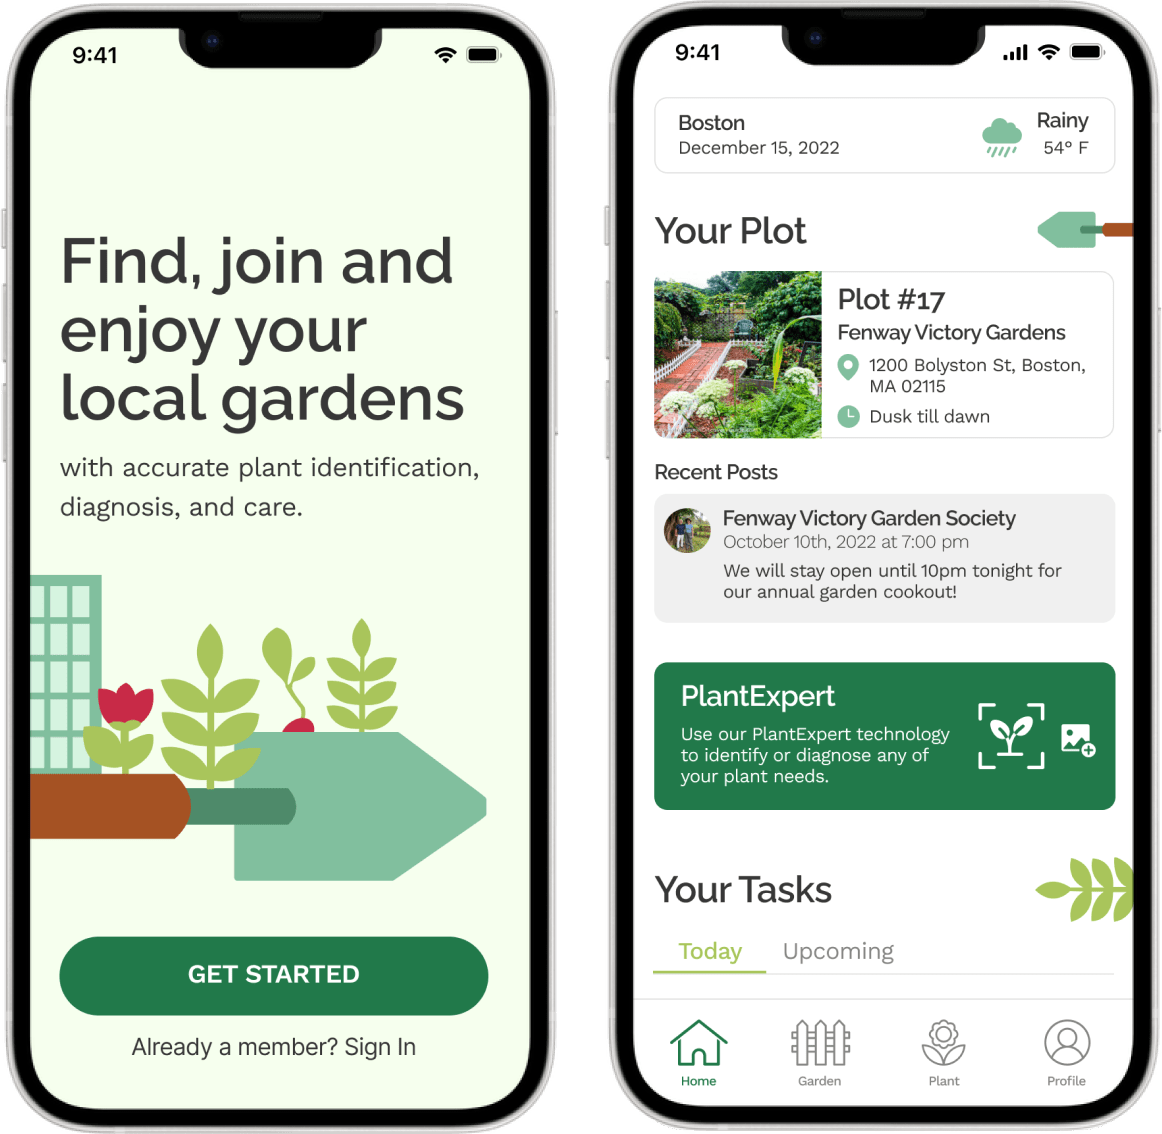 9:41
Find, join and
enjoy your
local gardens
with accurate plant identification,
diagnosis, and care.
GET STARTED
Already a member? Sign In
9:41
Boston
December 15, 2022
Rainy
54° F
Your Plot
Plot #17
Fenway Victory Gardens
1200 Bolyston St, Boston,
MA 02115
Dusk till dawn
Recent Posts
Fenway Victory Garden Society
October 10th, 2022 at 7:00 pm
We will stay open until 10pm tonight for
our annual garden cookout!
PlantExpert
Use our PlantExpert technology
to identify or diagnose any of
your plant needs.
Your Tasks
Today
Upcoming
Home
Garden
Plant
Profile